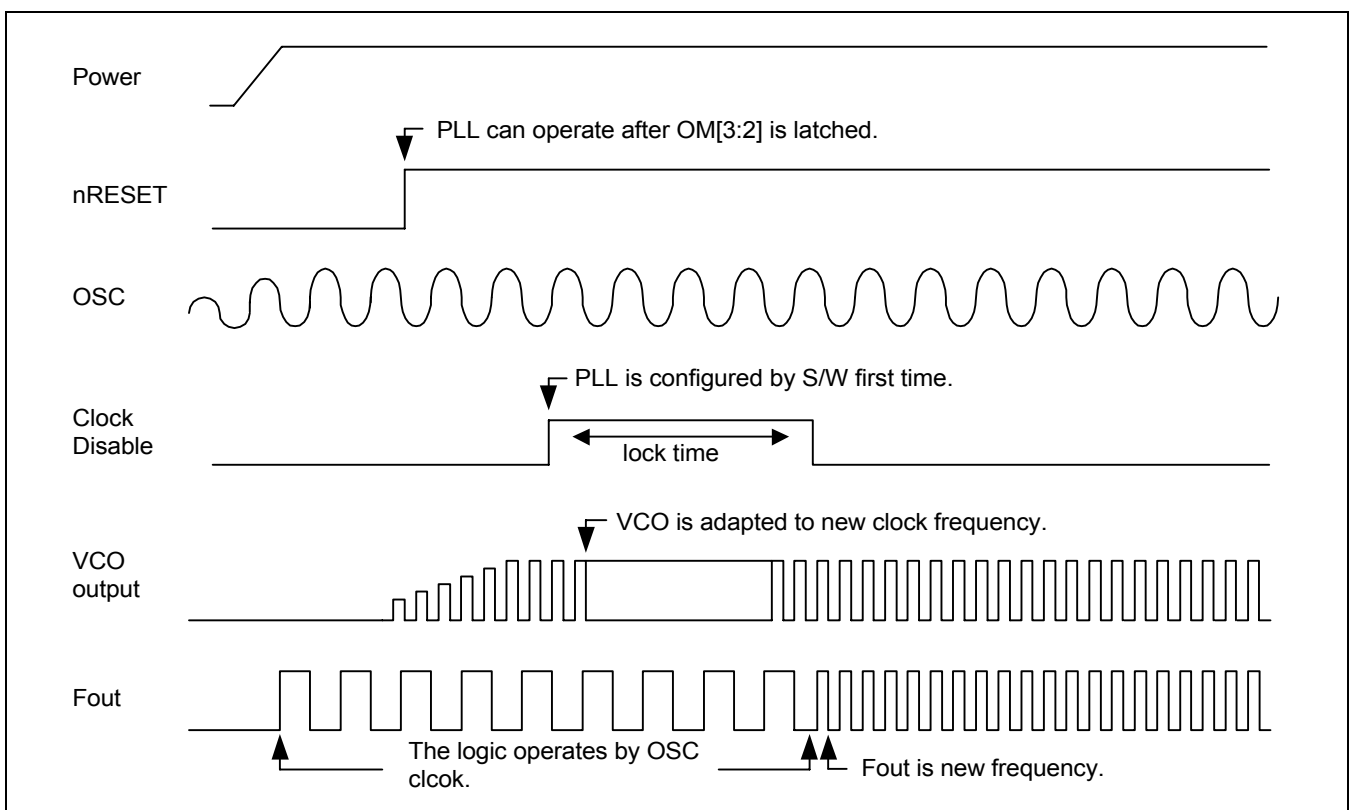 Power
PLL can operate after OM[3:2] is latched.
nRESET
OSC
PLL is configured by S/W first time.
Clock
Disable
lock time
VCO is adapted to new clock frequency.
VCO
output
Fout
The logic operates by OSC
clcok.
Fout is new frequency.